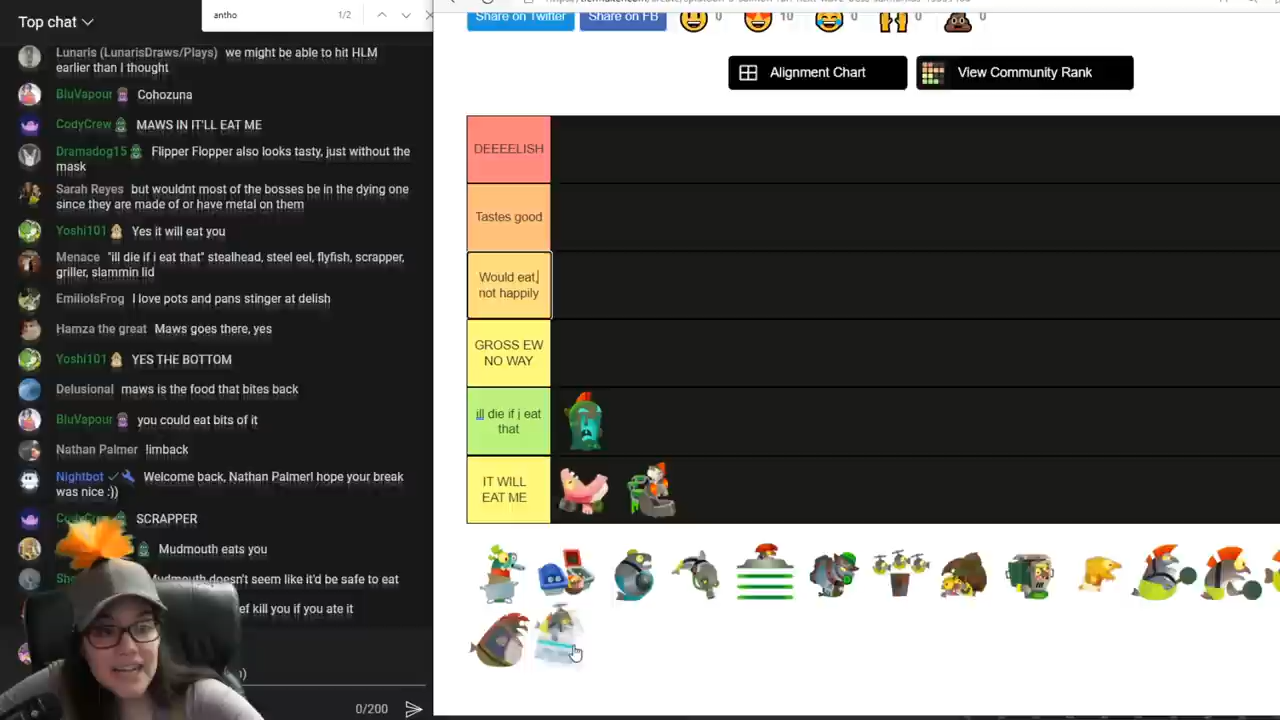 Top chat
antho 1/2
Lunaris (LunarisDraws/Plays) we might be able to hit HLM
earlier than I thought
BluVapour Cohozuna
CodyCrew MAWS IN IT'LL EAT ME
Dramadog15 Flipper Flopper also looks tasty, just without the
mask
Sarah Reyes but wouldnt most of the bosses be in the dying one
since they are made of or have metal on them
Yoshi101 Yes it will eat you
Menace "ill die if i eat that" stealhead, steel eel, flyfish, scrapper,
griller, slammin lid
EmilioIsFrog I love pots and pans stinger at delish
Hamza the great Maws goes there, yes
Yoshi101 YES THE BOTTOM
Delusional maws is the food that bites back
BluVapour you could eat bits of it
Nathan Palmer !imback
Nightbot Welcome back, Nathan Palmer! hope your break
was nice :))
CodyCrew SCRAPPER
Mudmouth eats you
Mudmouth doesn't seem like it'd be safe to eat
kill you if you ate it
0/200
Share on Twitter Share on FB 0 10 0 0 0
Alignment Chart View Community Rank
DEEEELISH
Tastes good
Would eat,
not happily
GROSS EW
NO WAY
ill die if i eat
that
IT WILL
EAT ME